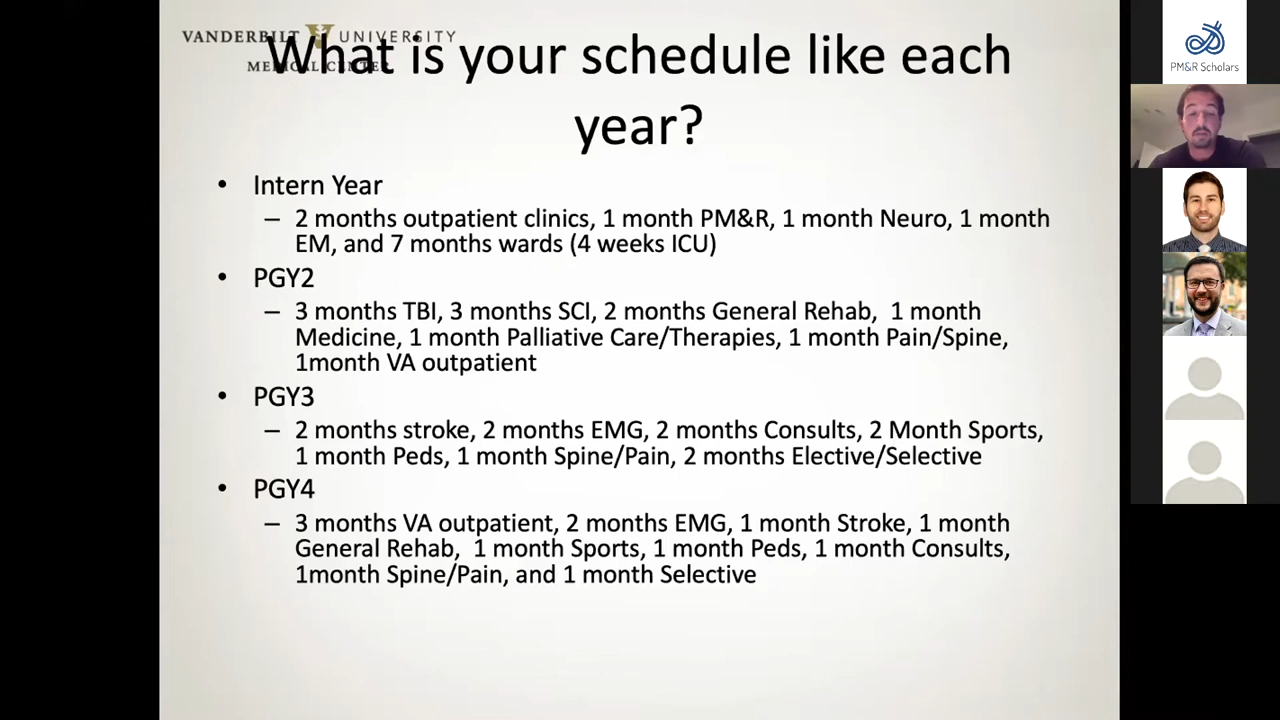 VANDERBILT UNIVERSITY
MEDICAL CENTER
What is your schedule like each
year?
• Intern Year
– 2 months outpatient clinics, 1 month PM&R, 1 month Neuro, 1 month
EM, and 7 months wards (4 weeks ICU)
• PGY2
– 3 months TBI, 3 months SCI, 2 months General Rehab, 1 month
Medicine, 1 month Palliative Care/Therapies, 1 month Pain/Spine,
1month VA outpatient
• PGY3
– 2 months stroke, 2 months EMG, 2 months Consults, 2 Month Sports,
1 month Peds, 1 month Spine/Pain, 2 months Elective/Selective
• PGY4
– 3 months VA outpatient, 2 months EMG, 1 month Stroke, 1 month
General Rehab, 1 month Sports, 1 month Peds, 1 month Consults,
1month Spine/Pain, and 1 month Selective
PM&R Scholars